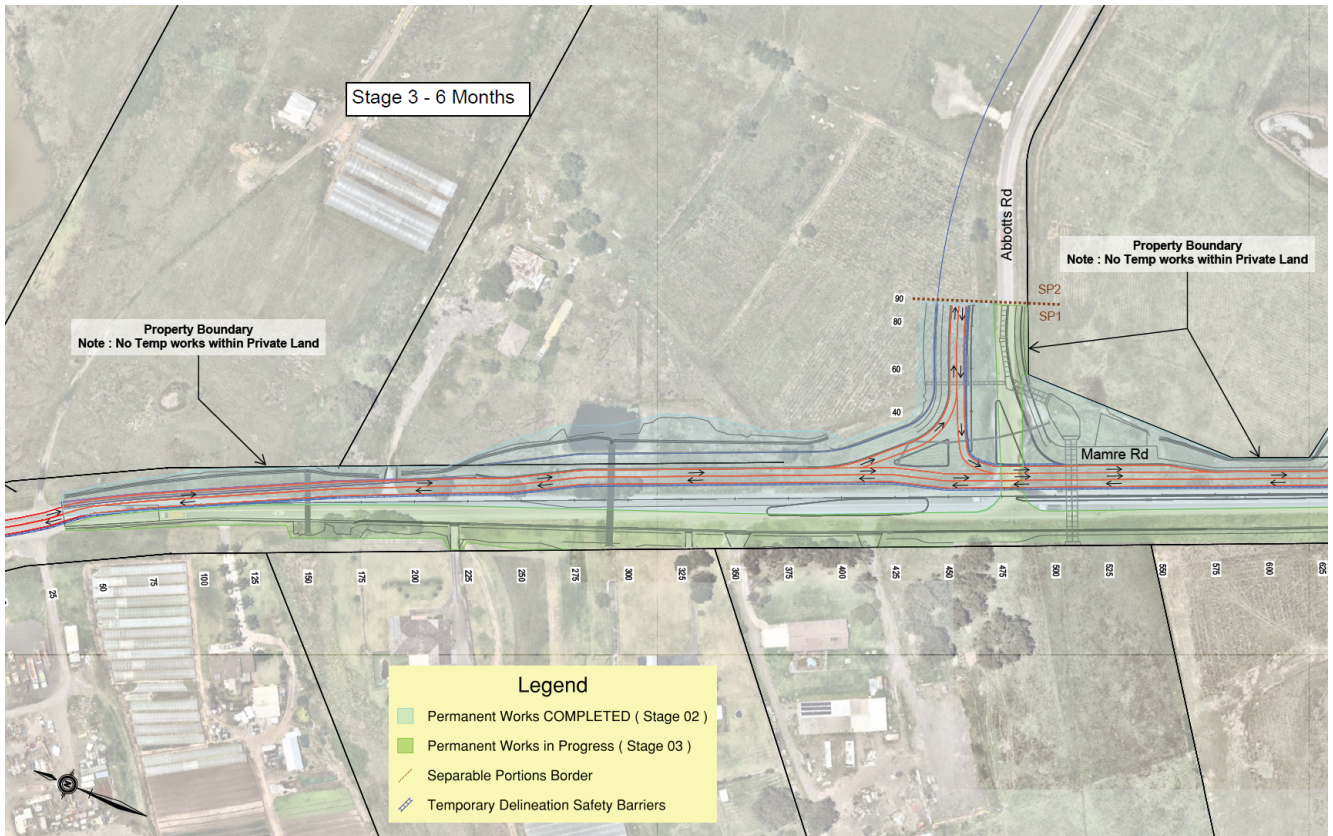 Stage 3 - 6 Months
Abbotts Rd
Property Boundary
Note : No Temp works within Private Land
SP2
SP1
90
80
60
40
Property Boundary
Note : No Temp works within Private Land
Mamre Rd
25
50
75
100
125
150
175
200
225
250
275
300
325
350
375
400
425
450
475
500
525
550
575
600
625
Legend
Permanent Works COMPLETED ( Stage 02 )
Permanent Works in Progress ( Stage 03 )
Separable Portions Border
Temporary Delineation Safety Barriers
N